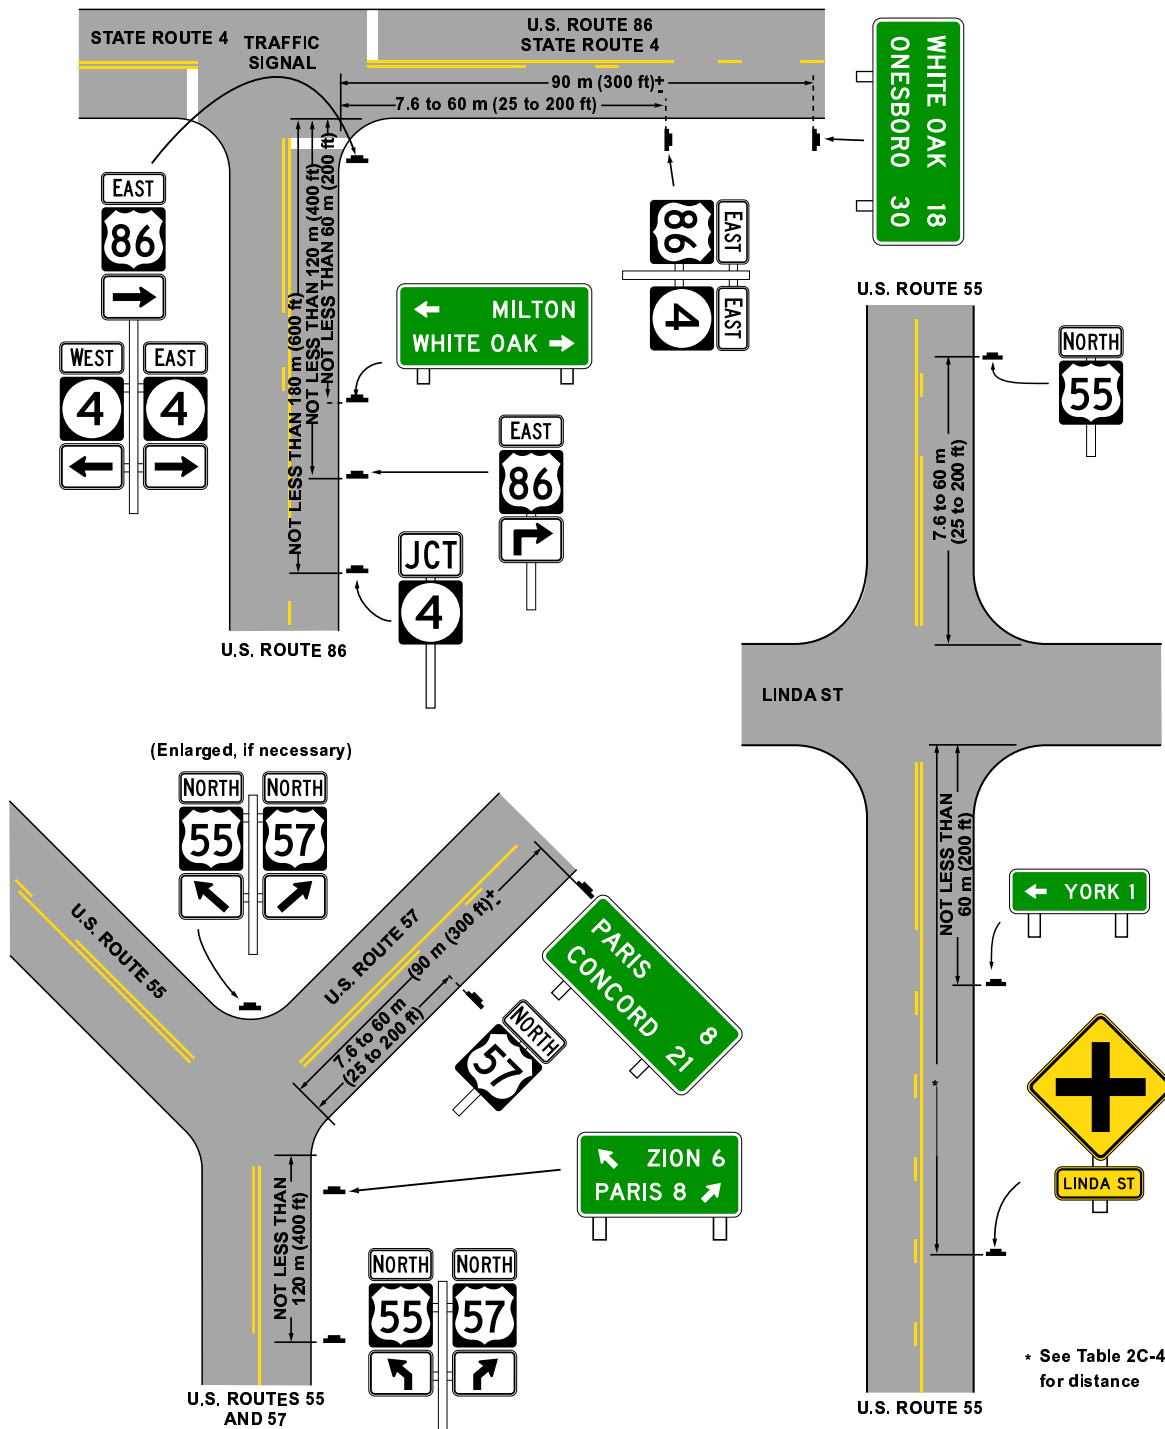 STATE ROUTE 4
TRAFFIC
SIGNAL
U.S. ROUTE 86
STATE ROUTE 4
90 m (300 ft)±
7.6 to 60 m (25 to 200 ft)
WHITE OAK 18
ONESBORO 30
EAST
86
WEST
EAST
4
4
NOT LESS THAN 180 m (600 ft)
NOT LESS THAN 120 m (400 ft)
NOT LESS THAN 60 m (200 ft)
MILTON
WHITE OAK
86
EAST
4
EAST
EAST
86
JCT
4
U.S. ROUTE 86
U.S. ROUTE 55
NORTH
55
7.6 to 60 m
(25 to 200 ft)
LINDA ST
NOT LESS THAN
60 m (200 ft)
YORK 1
*
LINDA ST
* See Table 2C-4
for distance
U.S. ROUTE 55
(Enlarged, if necessary)
NORTH
NORTH
55
57
U.S. ROUTE 55
U.S. ROUTE 57
(90 m (300 ft)±
7.6 to 60 m
(25 to 200 ft)
PARIS 8
CONCORD 21
NORTH
57
ZION 6
PARIS 8
NOT LESS THAN
120 m (400 ft)
NORTH
NORTH
55
57
U.S. ROUTES 55
AND 57